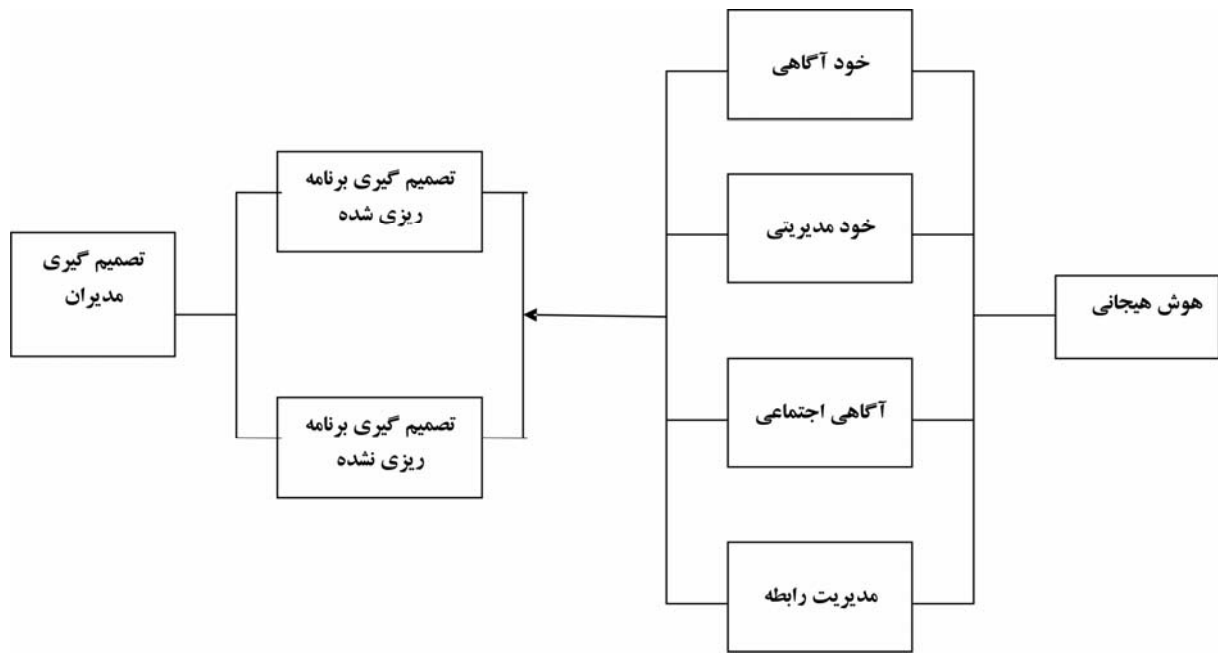 هوش هیجانی
خود آگاهی
خود مدیریتی
آگاهی اجتماعی
مدیریت رابطه
تصمیم گیری برنامه
ریزی شده
تصمیم گیری برنامه
ریزی نشده
تصمیم گیری
مدیران